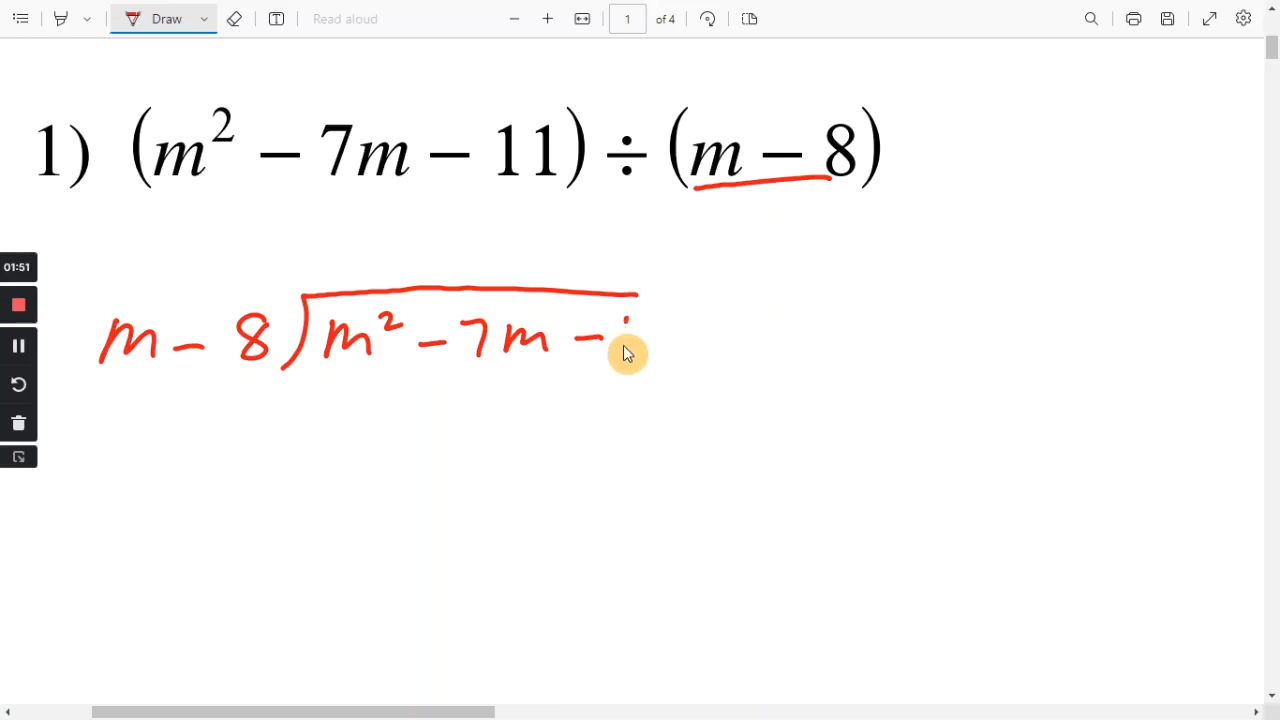 Draw Read aloud 1 of 4
1) (m² − 7m − 11) ÷ (m − 8)
01:51
m − 8 ) m² − 7m −